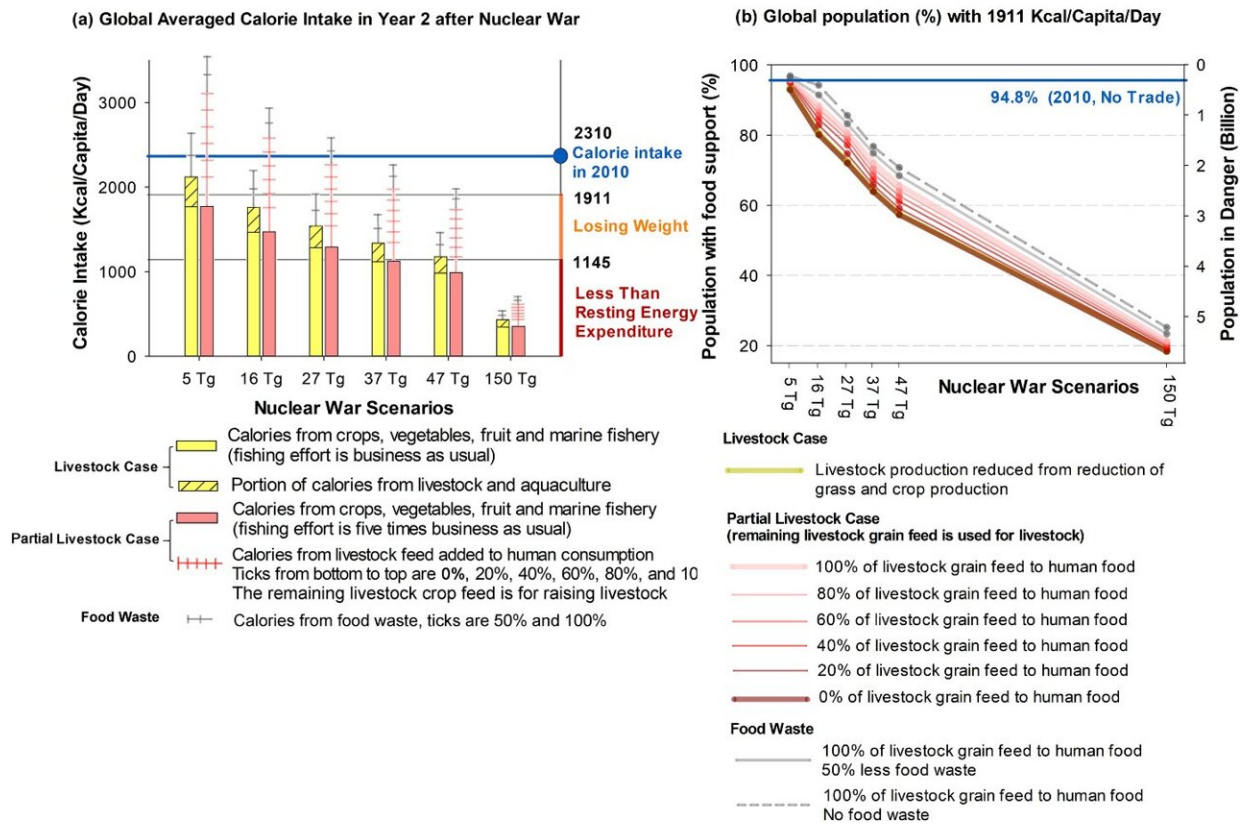 (a) Global Averaged Calorie Intake in Year 2 after Nuclear War
Calorie Intake (Kcal/Capita/Day)
3000
2000
1000
0
2310
Calorie intake
in 2010
1911
Losing Weight
1145
Less Than
Resting Energy
Expenditure
5 Tg
16 Tg
27 Tg
37 Tg
47 Tg
150 Tg
Nuclear War Scenarios
Livestock Case
Calories from crops, vegetables, fruit and marine fishery
(fishing effort is business as usual)
Portion of calories from livestock and aquaculture
Partial Livestock Case
Calories from crops, vegetables, fruit and marine fishery
(fishing effort is five times business as usual)
Calories from livestock feed added to human consumption
Ticks from bottom to top are 0%, 20%, 40%, 60%, 80%, and 10
The remaining livestock crop feed is for raising livestock
Food Waste
Calories from food waste, ticks are 50% and 100%
(b) Global population (%) with 1911 Kcal/Capita/Day
Population with food support (%)
100
80
60
40
20
94.8% (2010, No Trade)
0
1
2
3
4
5
Population in Danger (Billion)
5 Tg
16 Tg
27 Tg
37 Tg
47 Tg
150 Tg
Nuclear War Scenarios
Livestock Case
Livestock production reduced from reduction of
grass and crop production
Partial Livestock Case
(remaining livestock grain feed is used for livestock)
100% of livestock grain feed to human food
80% of livestock grain feed to human food
60% of livestock grain feed to human food
40% of livestock grain feed to human food
20% of livestock grain feed to human food
0% of livestock grain feed to human food
Food Waste
100% of livestock grain feed to human food
50% less food waste
100% of livestock grain feed to human food
No food waste